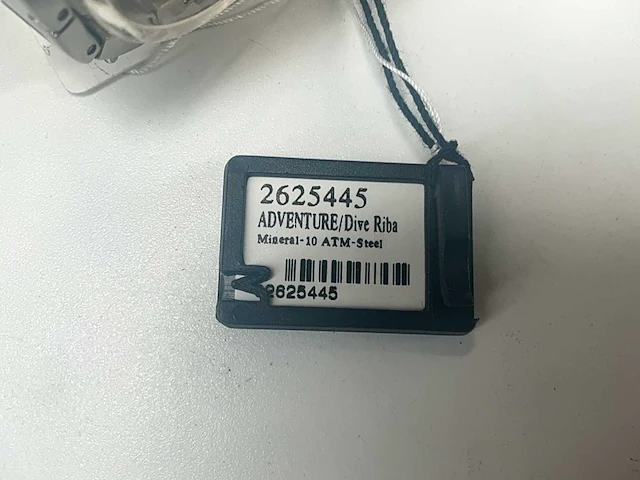 2625445
ADVENTURE/Dive Riba
Mineral-10 ATM-Steel
2625445